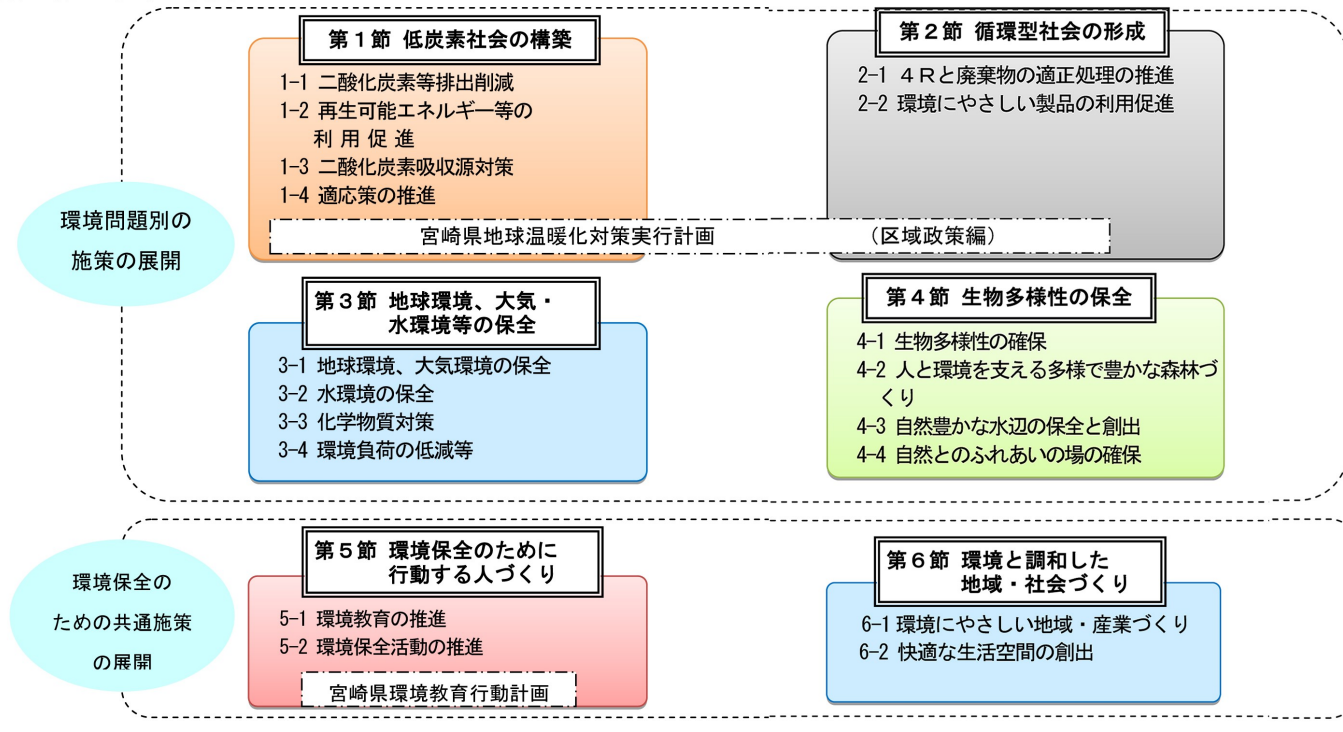 環境問題別の
施策の展開
第1節 低炭素社会の構築
1-1 二酸化炭素等排出削減
1-2 再生可能エネルギー等の
利用促進
1-3 二酸化炭素吸収源対策
1-4 適応策の推進
第2節 循環型社会の形成
2-1 4Rと廃棄物の適正処理の推進
2-2 環境にやさしい製品の利用促進
宮崎県地球温暖化対策実行計画 (区域政策編)
第3節 地球環境、大気・
水環境等の保全
3-1 地球環境、大気環境の保全
3-2 水環境の保全
3-3 化学物質対策
3-4 環境負荷の低減等
第4節 生物多様性の保全
4-1 生物多様性の確保
4-2 人と環境を支える多様で豊かな森林づ
くり
4-3 自然豊かな水辺の保全と創出
4-4 自然とのふれあいの場の確保
環境保全の
ための共通施策
の展開
第5節 環境保全のために
行動する人づくり
5-1 環境教育の推進
5-2 環境保全活動の推進
宮崎県環境教育行動計画
第6節 環境と調和した
地域・社会づくり
6-1 環境にやさしい地域・産業づくり
6-2 快適な生活空間の創出